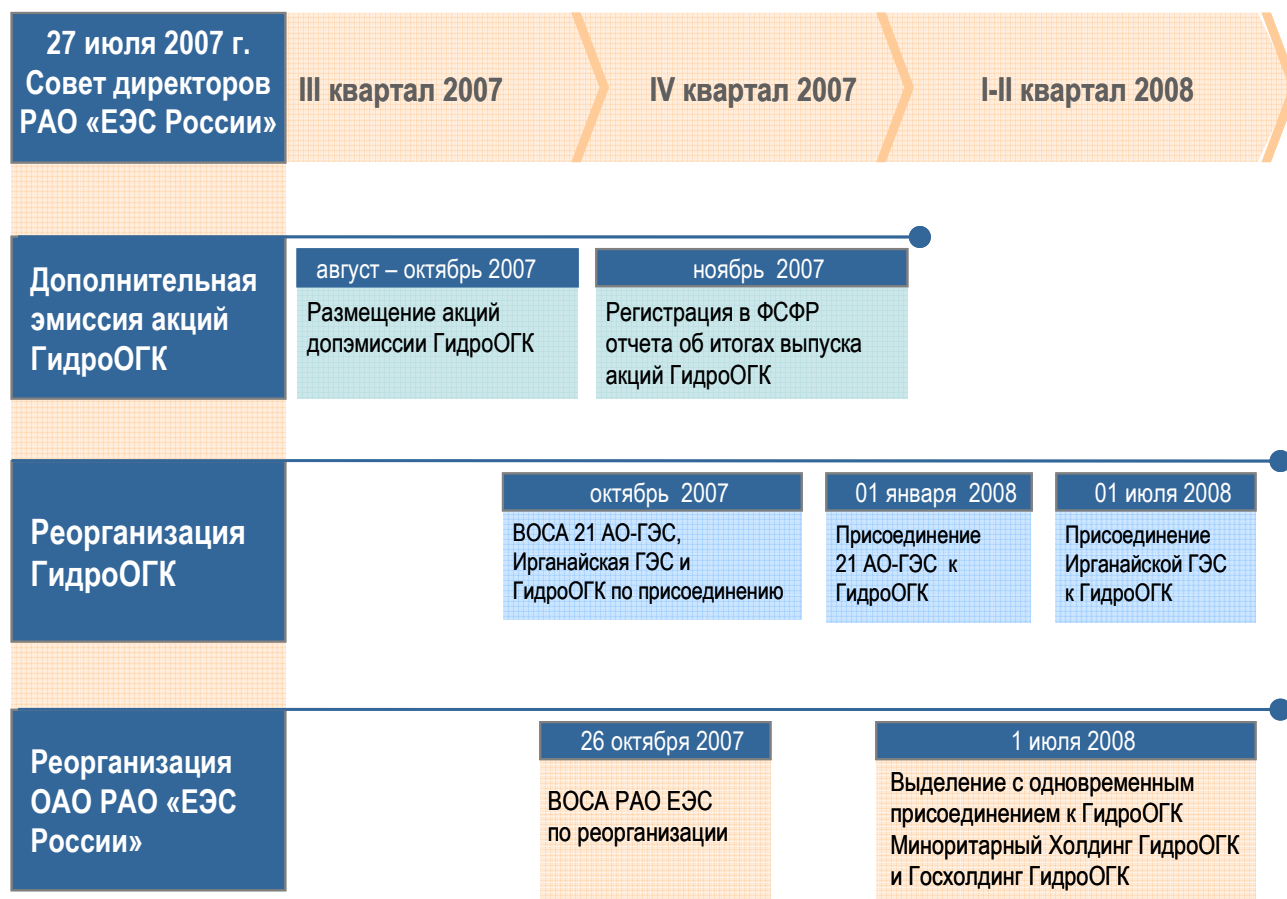 27 июля 2007 г.
Совет директоров
РАО «ЕЭС России»
III квартал 2007
IV квартал 2007
I-II квартал 2008
Дополнительная
эмиссия акций
ГидроОГК
август – октябрь 2007
Размещение акций
допэмиссии ГидроОГК
ноябрь 2007
Регистрация в ФСФР
отчета об итогах выпуска
акций ГидроОГК
Реорганизация
ГидроОГК
октябрь 2007
ВОСА 21 АО-ГЭС,
Ирганайская ГЭС и
ГидроОГК по присоединению
01 января 2008
Присоединение
21 АО-ГЭС к
ГидроОГК
01 июля 2008
Присоединение
Ирганайской ГЭС
к ГидроОГК
Реорганизация
ОАО РАО «ЕЭС
России»
26 октября 2007
ВОСА РАО ЕЭС
по реорганизации
1 июля 2008
Выделение с одновременным
присоединением к ГидроОГК
Миноритарный Холдинг ГидроОГК
и Госхолдинг ГидроОГК